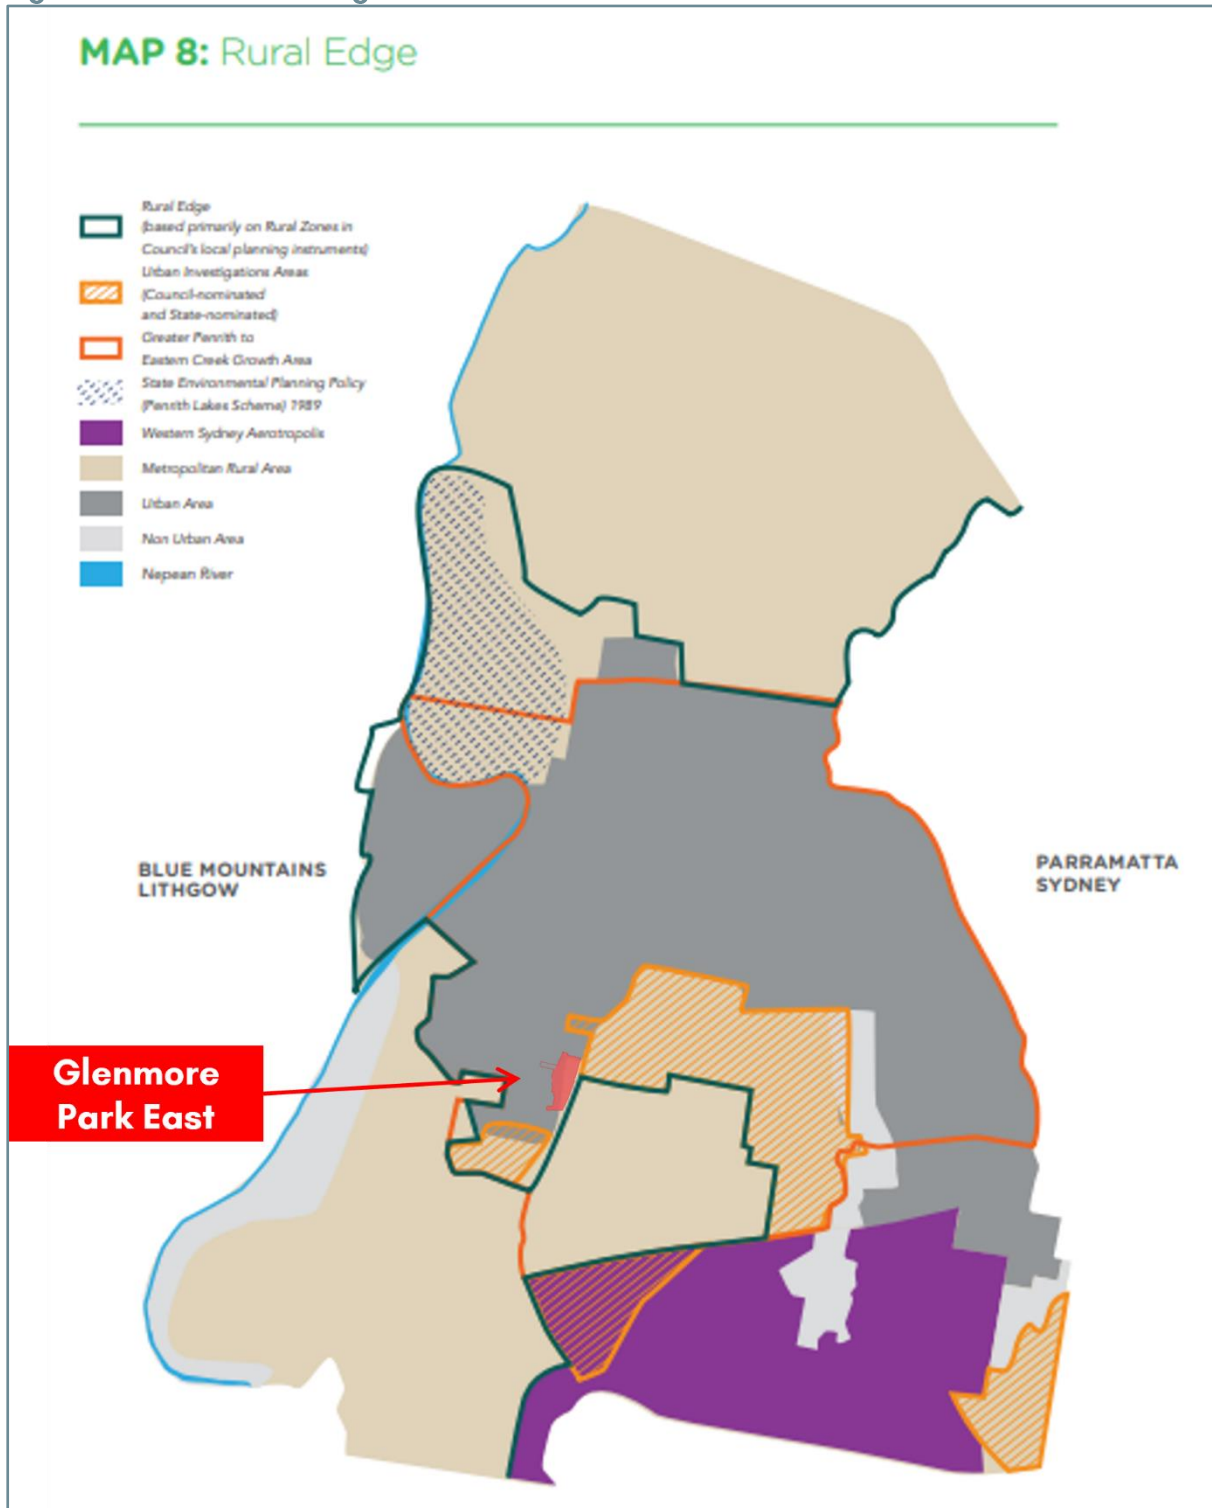 MAP 8: Rural Edge
Rural Edge
(based primarily on Rural Zones in
Council's local planning instruments)
Urban Investigations Areas
(Council-nominated
and State-nominated)
Greater Penrith to
Eastern Creek Growth Area
State Environmental Planning Policy
(Penrith Lakes Scheme) 1989
Western Sydney Aerotropolis
Metropolitan Rural Area
Urban Area
Non Urban Area
Nepean River
BLUE MOUNTAINS
LITHGOW
PARRAMATTA
SYDNEY
Glenmore
Park East